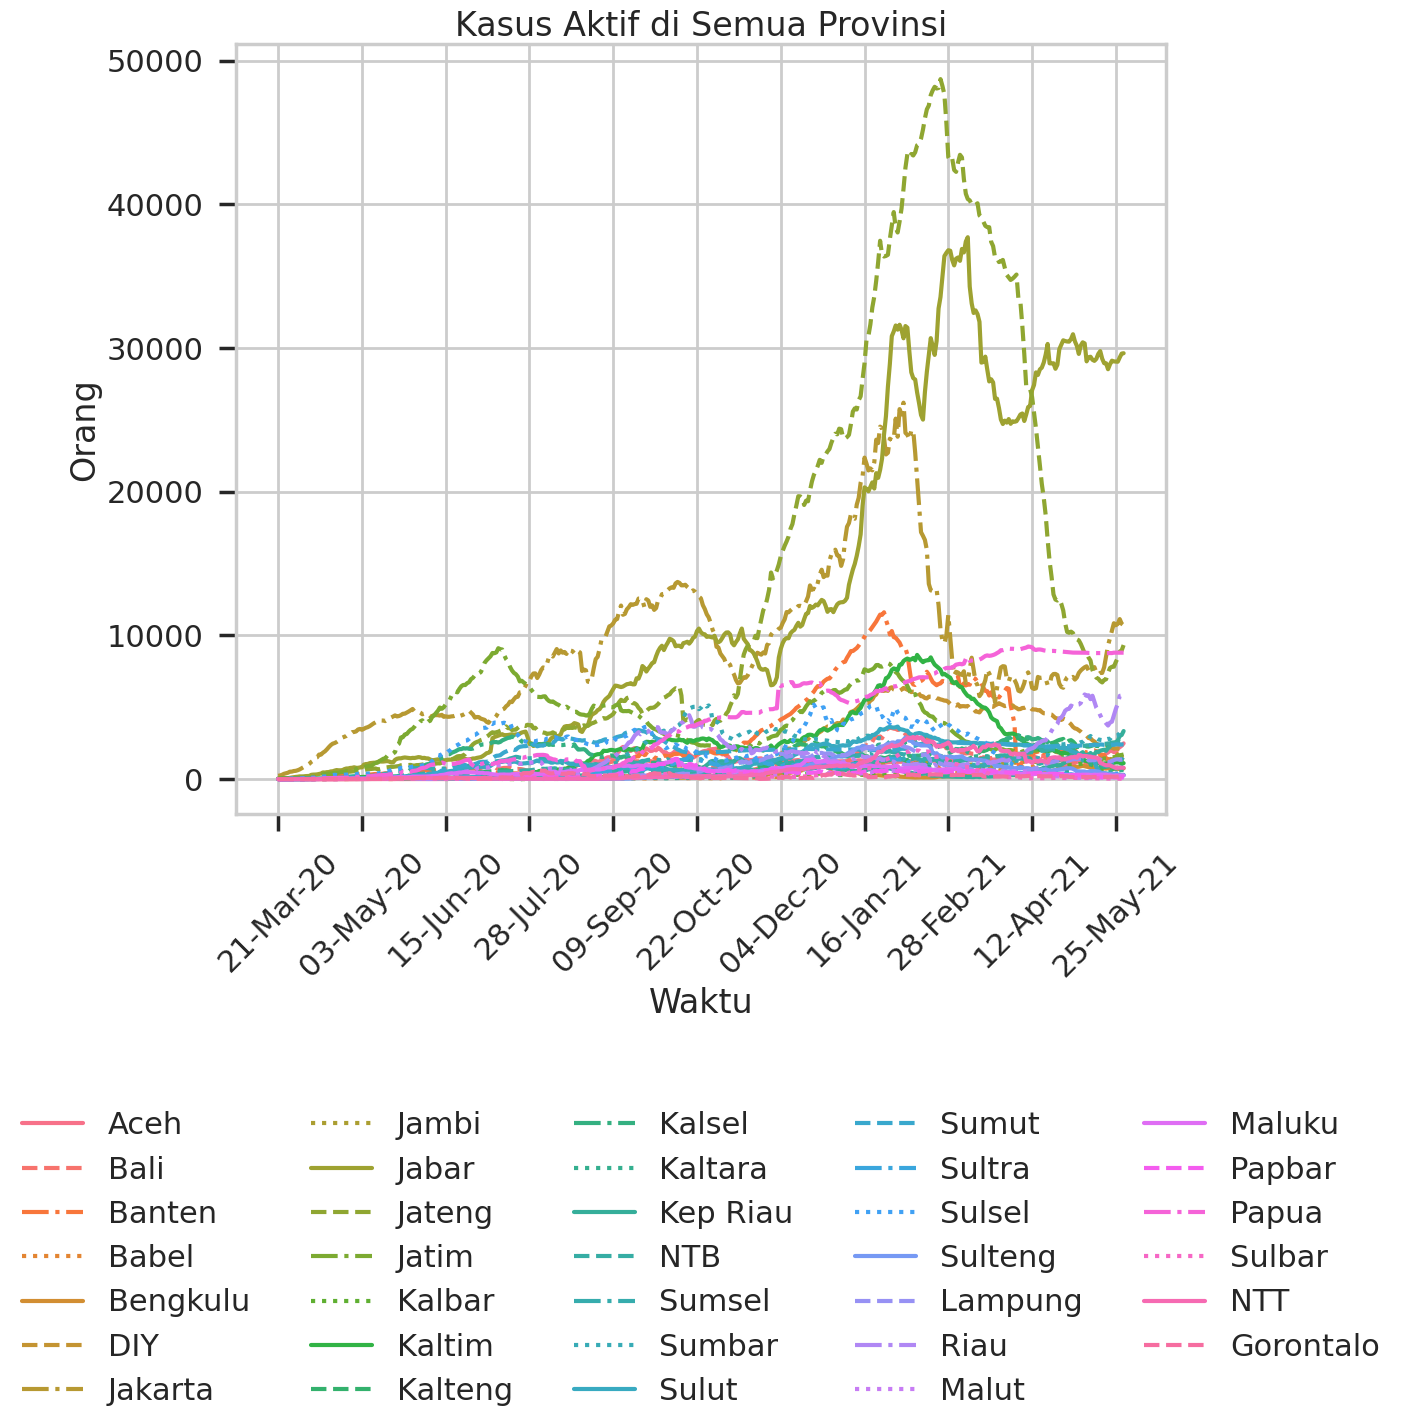 Kasus Aktif di Semua Provinsi
50000
40000
30000
20000
10000
0
Orang
21-Mar-20
03-May-20
15-Jun-20
28-Jul-20
09-Sep-20
22-Oct-20
04-Dec-20
16-Jan-21
28-Feb-21
12-Apr-21
25-May-21
Waktu
Aceh
Bali
Banten
Babel
Bengkulu
DIY
Jakarta
Jambi
Jabar
Jateng
Jatim
Kalbar
Kaltim
Kalteng
Kalsel
Kaltara
Kep Riau
NTB
Sumsel
Sumbar
Sulut
Sumut
Sultra
Sulsel
Sulteng
Lampung
Riau
Malut
Maluku
Papbar
Papua
Sulbar
NTT
Gorontalo